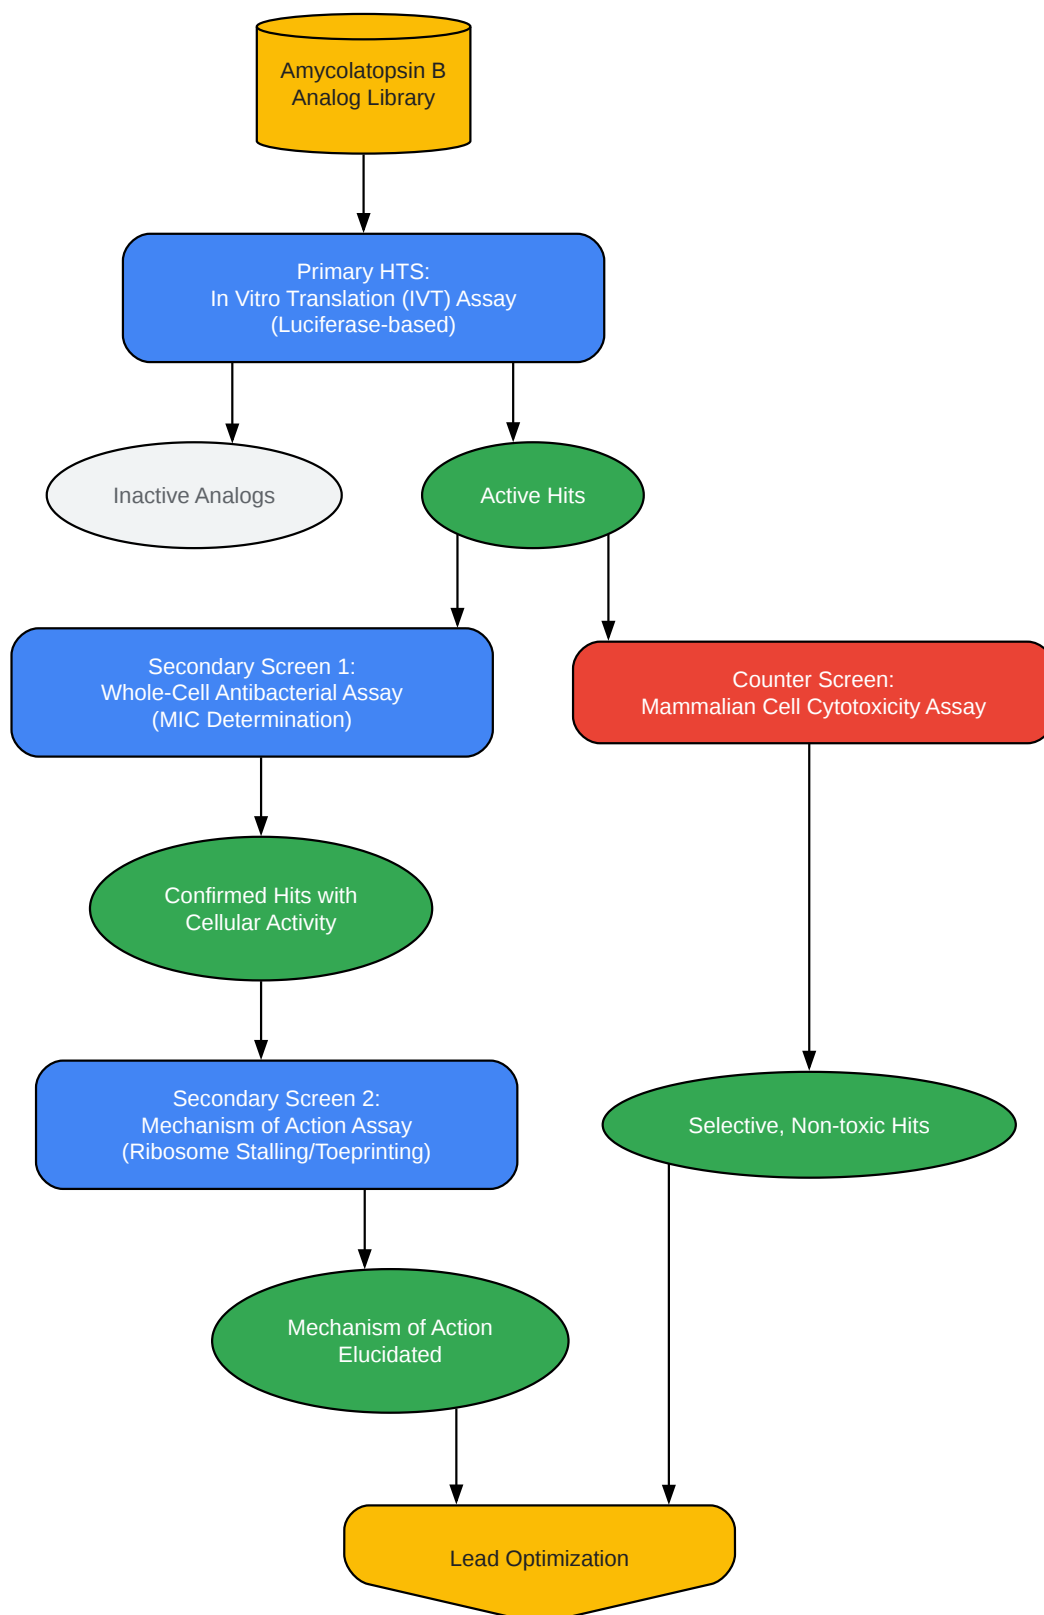 Amycolatopsin B
Analog Library
Primary HTS:
In Vitro Translation (IVT) Assay
(Luciferase-based)
Inactive Analogs
Active Hits
Secondary Screen 1:
Whole-Cell Antibacterial Assay
(MIC Determination)
Counter Screen:
Mammalian Cell Cytotoxicity Assay
Confirmed Hits with
Cellular Activity
Secondary Screen 2:
Mechanism of Action Assay
(Ribosome Stalling/Toeprinting)
Selective, Non-toxic Hits
Mechanism of Action
Elucidated
Lead Optimization